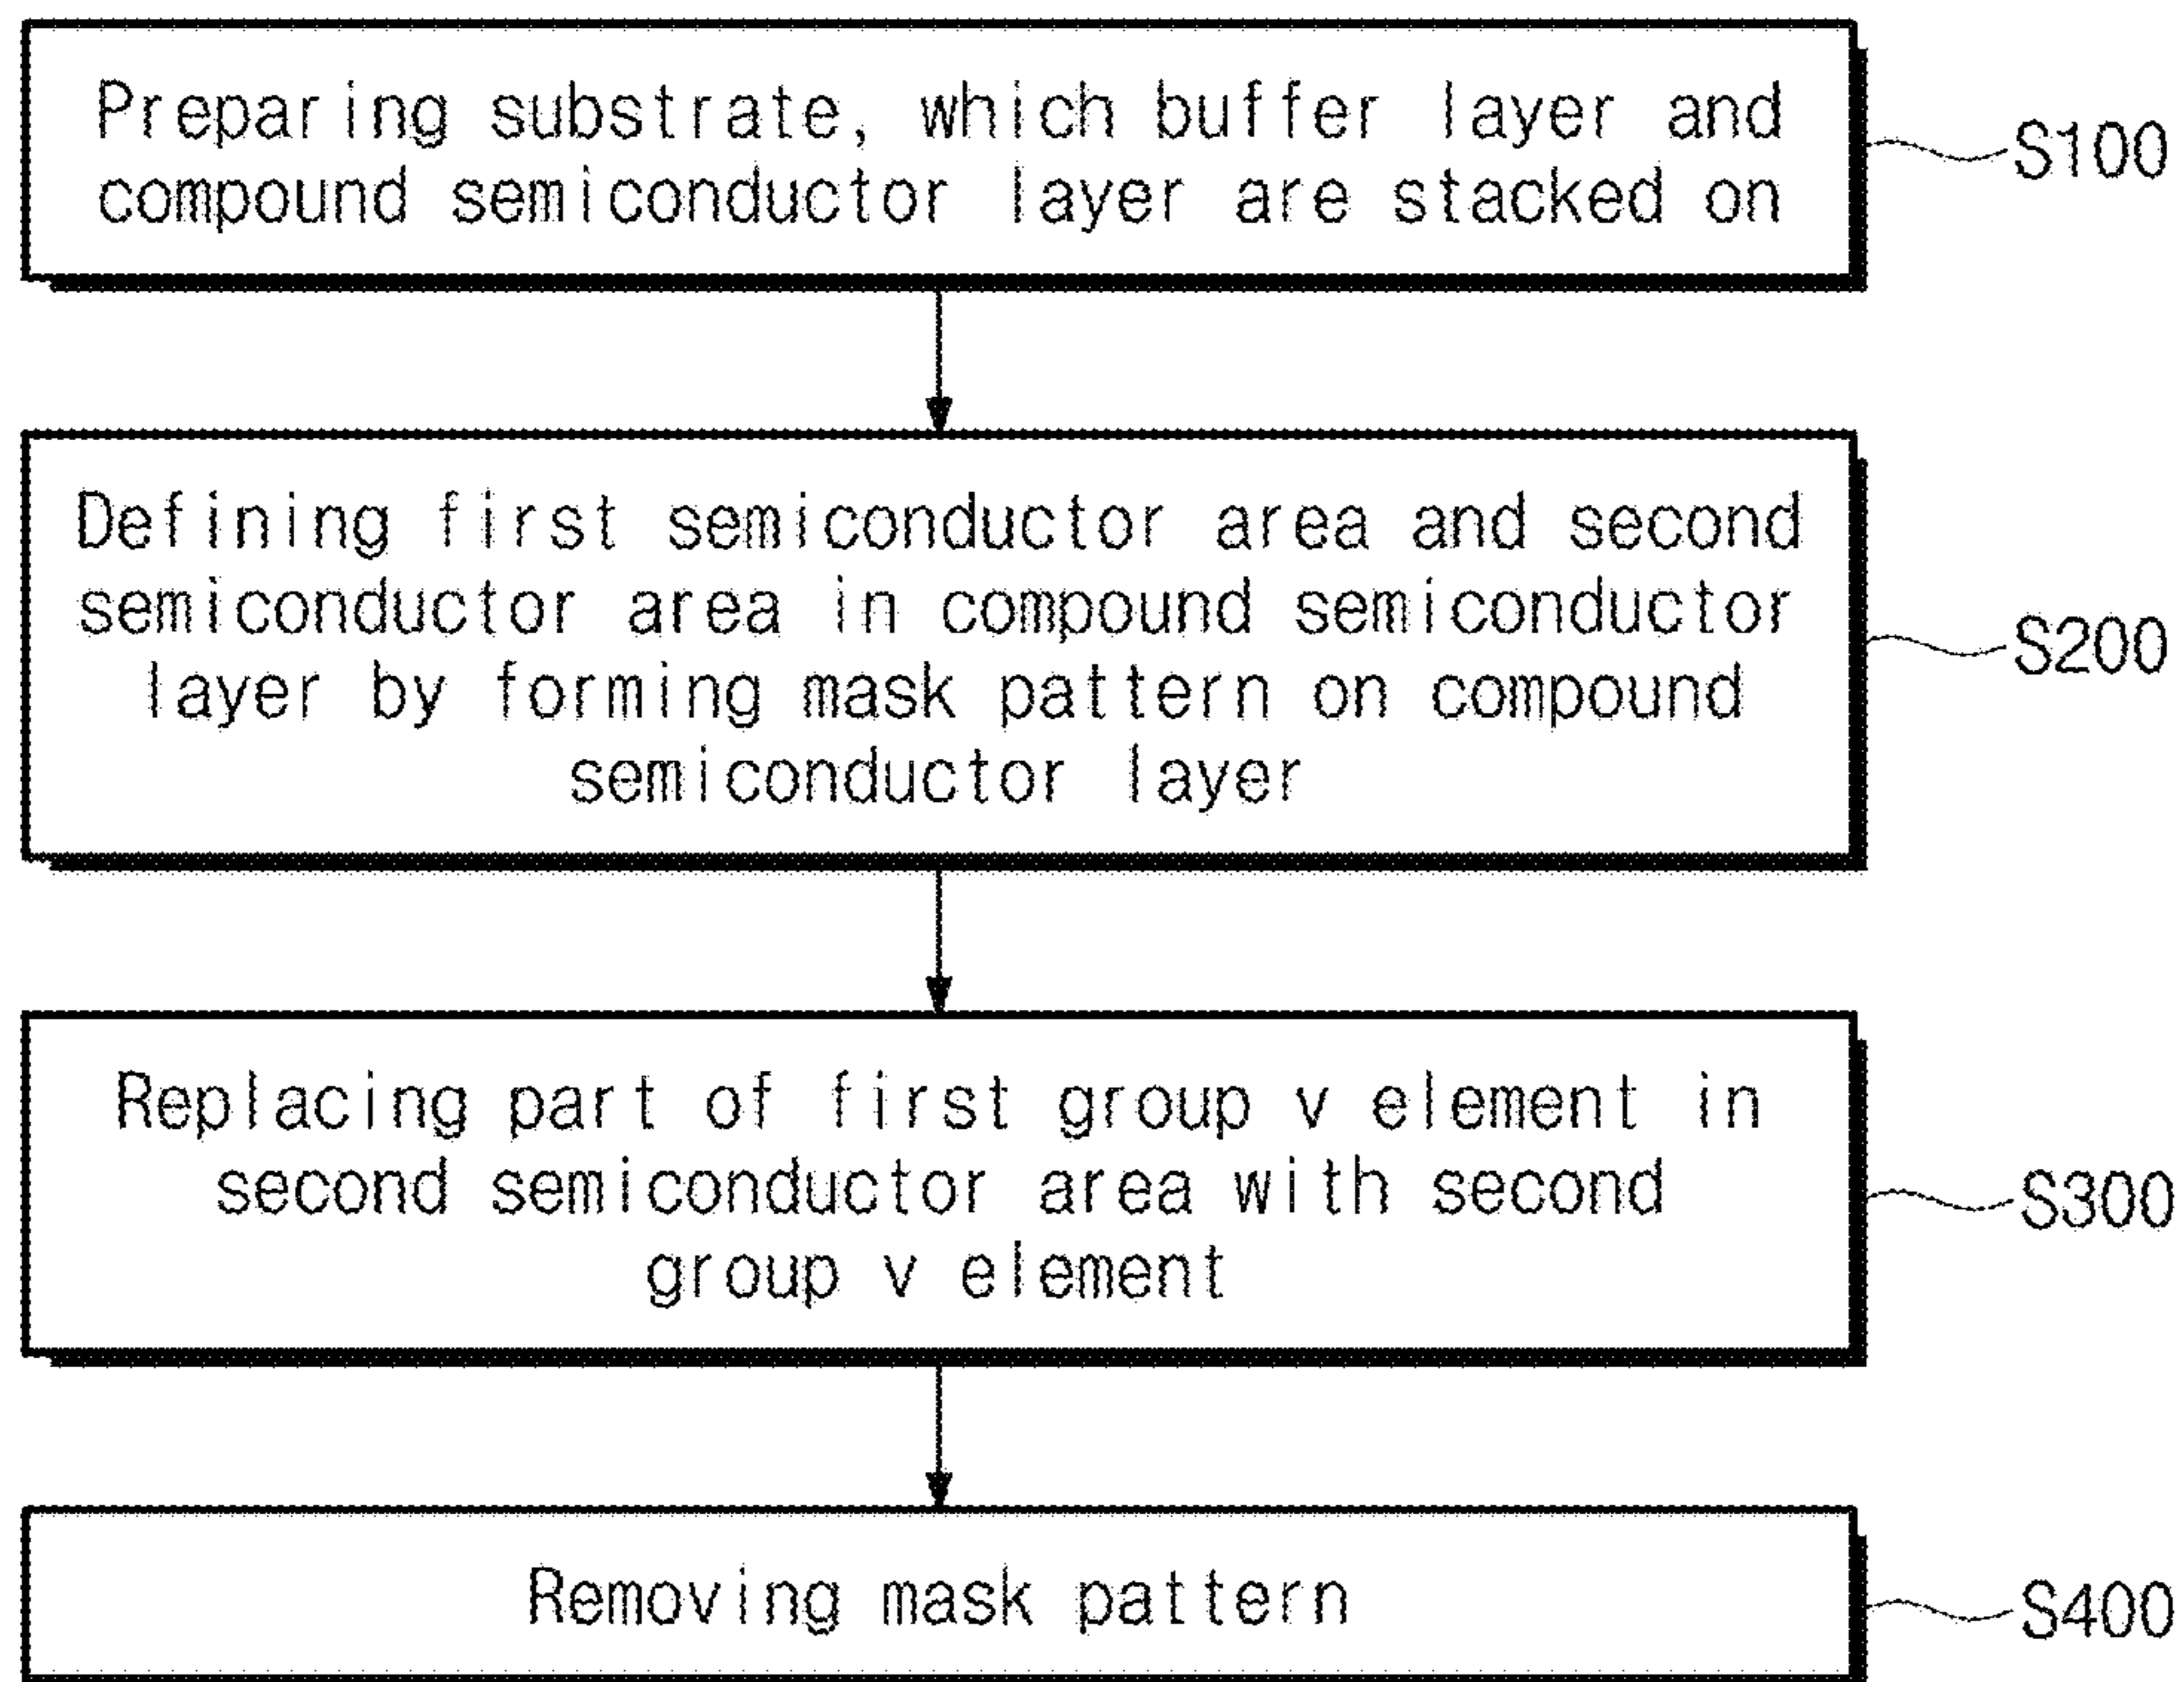 Preparing substrate, which buffer layer and
compound semiconductor layer are stacked on
S100
Defining first semiconductor area and second
semiconductor area in compound semiconductor
layer by forming mask pattern on compound
semiconductor layer
S200
Replacing part of first group v element in
second semiconductor area with second
group v element
S300
Removing mask pattern
S400